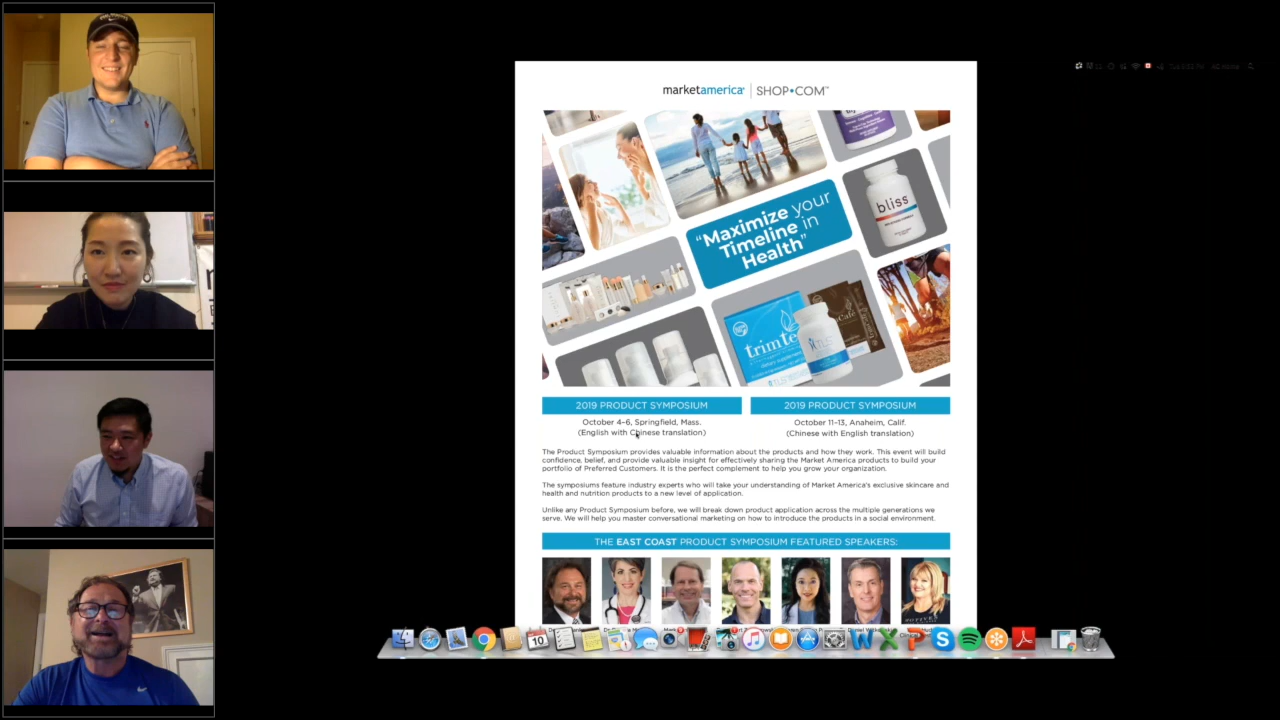 marketamerica SHOP•COM
bliss
"Maximize your
Timeline in
Health"
2019 PRODUCT SYMPOSIUM
October 4–6, Springfield, Mass.
(English with Chinese translation)
2019 PRODUCT SYMPOSIUM
October 11–13, Anaheim, Calif.
(Chinese with English translation)
The Product Symposium provides valuable information about the products and how they work. This event will build
confidence, belief, and provide valuable insight for effectively sharing the Market America products to build your
portfolio of Preferred Customers. It is the perfect complement to help you grow your organization.
The symposiums feature industry experts who will take your understanding of Market America's exclusive skincare and
health and nutrition products to a new level of application.
Unlike any Product Symposium before, we will break down product application across the multiple generations we
serve. We will help you master conversational marketing on how to introduce the products in a social environment.
THE EAST COAST PRODUCT SYMPOSIUM FEATURED SPEAKERS:
10